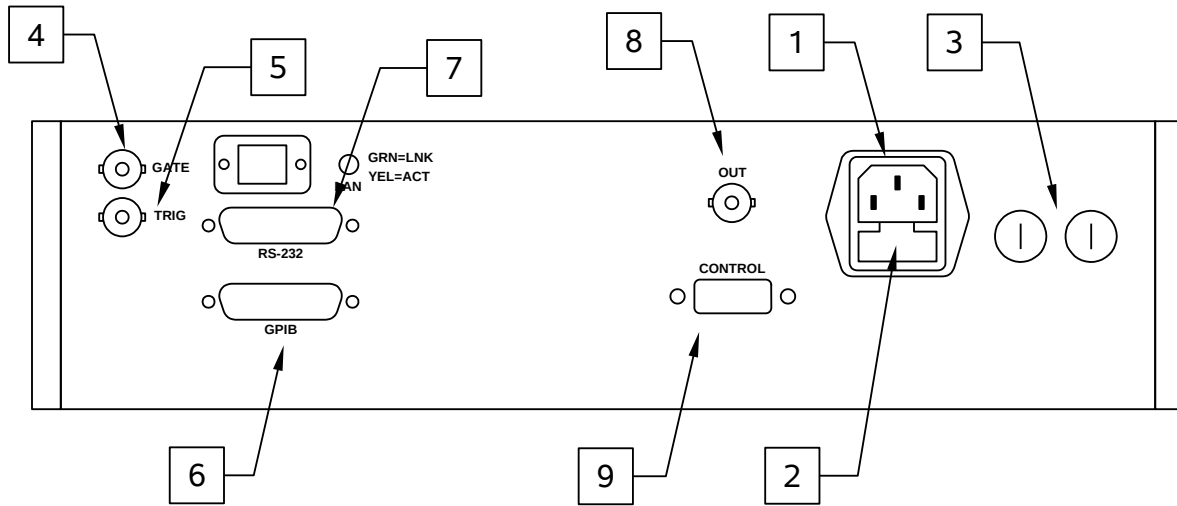 4
5
7
8
1
3
GATE
GRN=LNK
YEL=ACT
LAN
TRIG
RS-232
GPIB
OUT
CONTROL
6
9
2